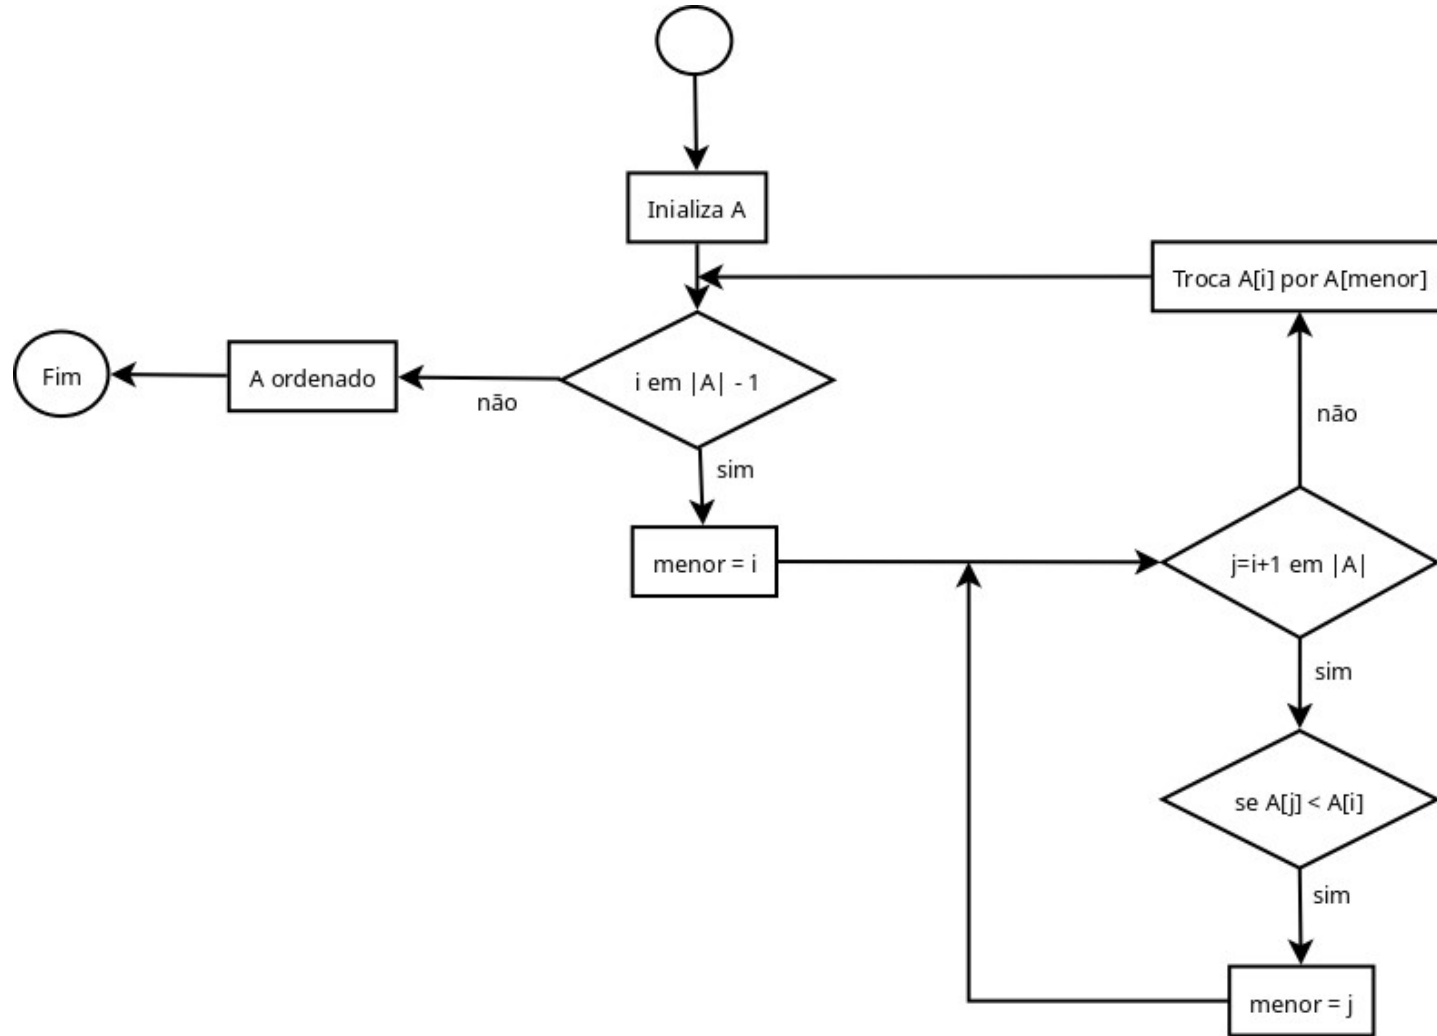 Inializa A
Troca A[i] por A[menor]
Fim
A ordenado
i em |A| - 1
não
não
sim
menor = i
j=i+1 em |A|
sim
se A[j] < A[i]
sim
menor = j